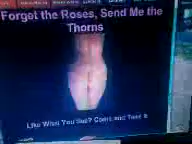 Forget the Roses, Send Me the
Thorns
Like What You See? Come and Take It